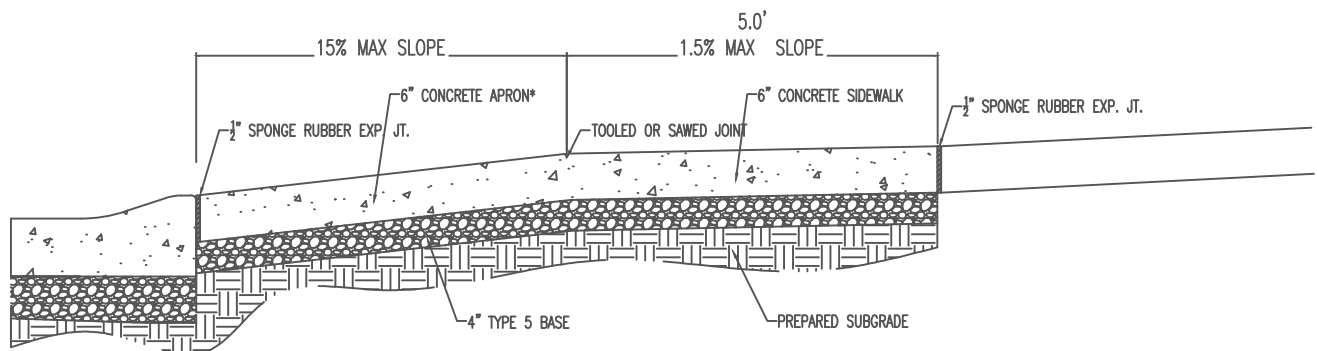 5.0'
15% MAX SLOPE
1.5% MAX SLOPE
6" CONCRETE APRON*
6" CONCRETE SIDEWALK
½" SPONGE RUBBER EXP. JT.
½" SPONGE RUBBER EXP. JT.
TOOLED OR SAWED JOINT
4" TYPE 5 BASE
PREPARED SUBGRADE